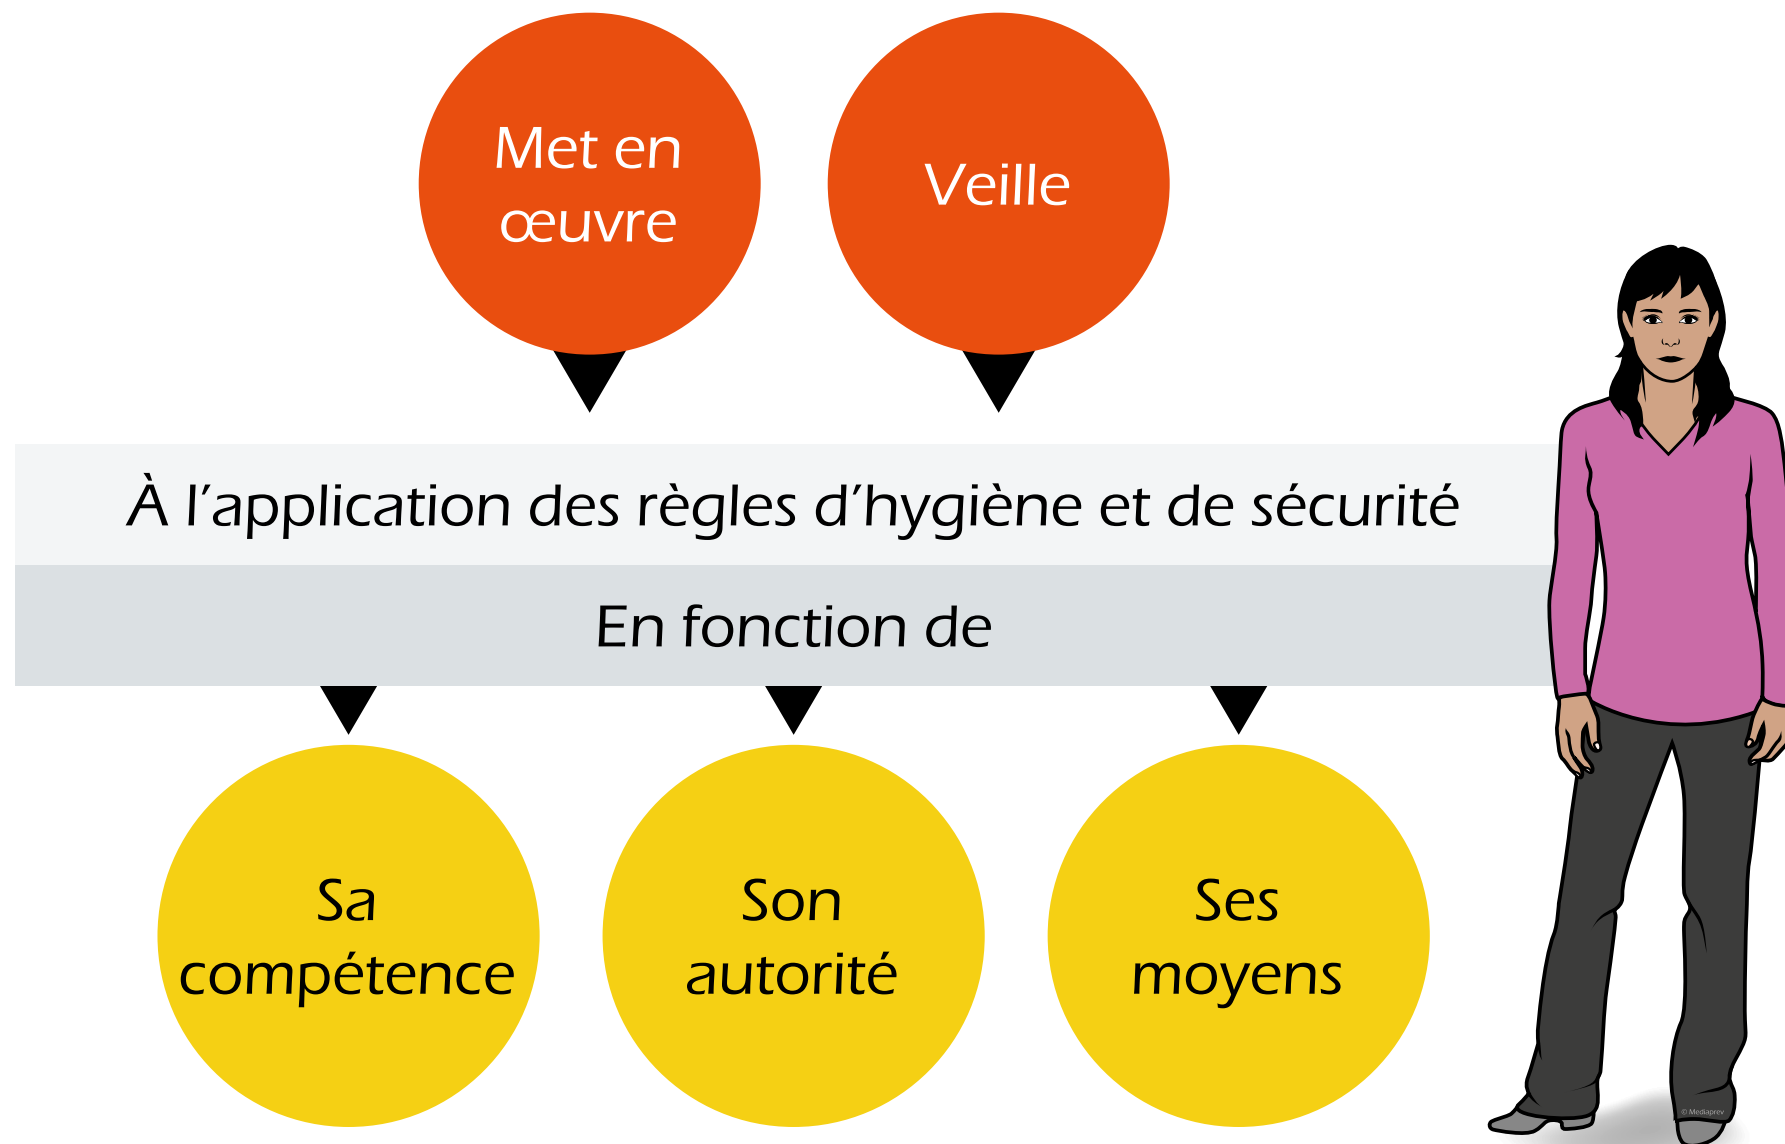 Met en
œuvre
Veille
À l'application des règles d'hygiène et de sécurité
En fonction de
Sa
compétence
Son
autorité
Ses
moyens
© Mediaprev